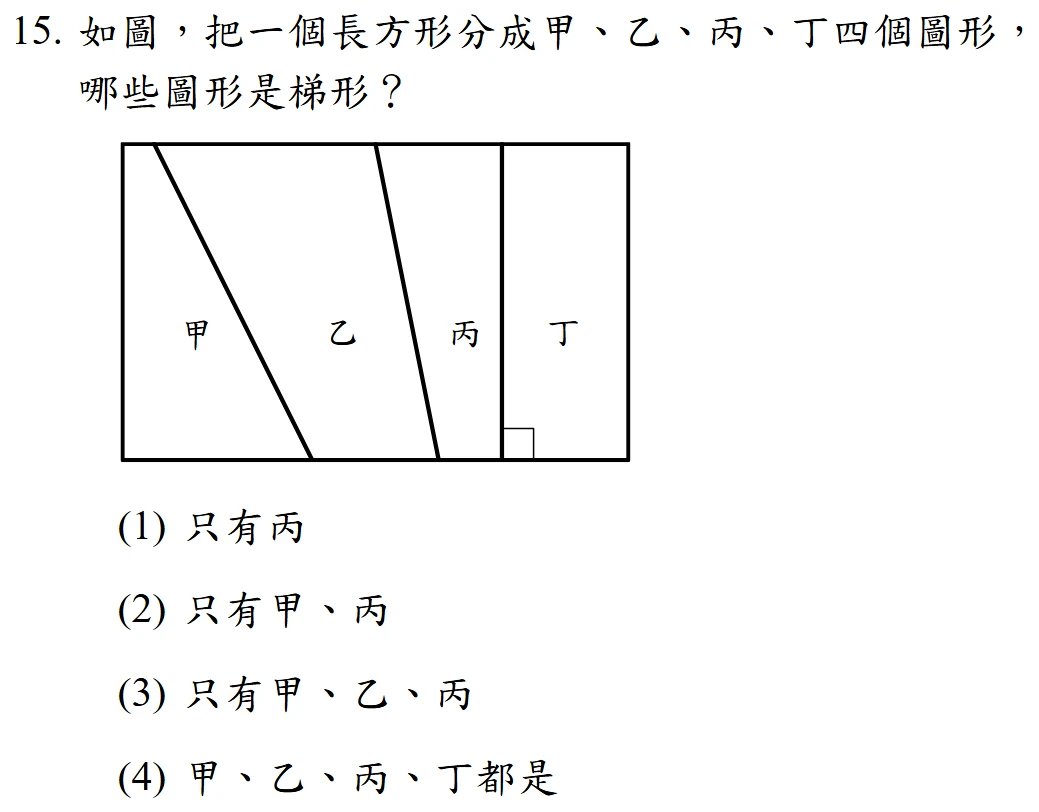 15. 如圖，把一個長方形分成甲、乙、丙、丁四個圖形，
哪些圖形是梯形？
甲 乙 丙 丁
(1) 只有丙
(2) 只有甲、丙
(3) 只有甲、乙、丙
(4) 甲、乙、丙、丁都是